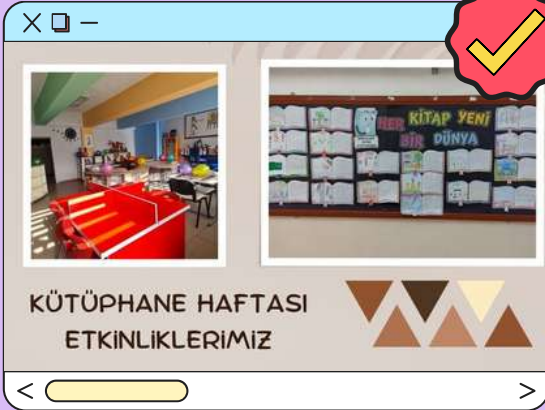 HER KİTAP YENİ
BİR DÜNYA
KÜTÜPHANE HAFTASI
ETKİNLİKLERİMİZ